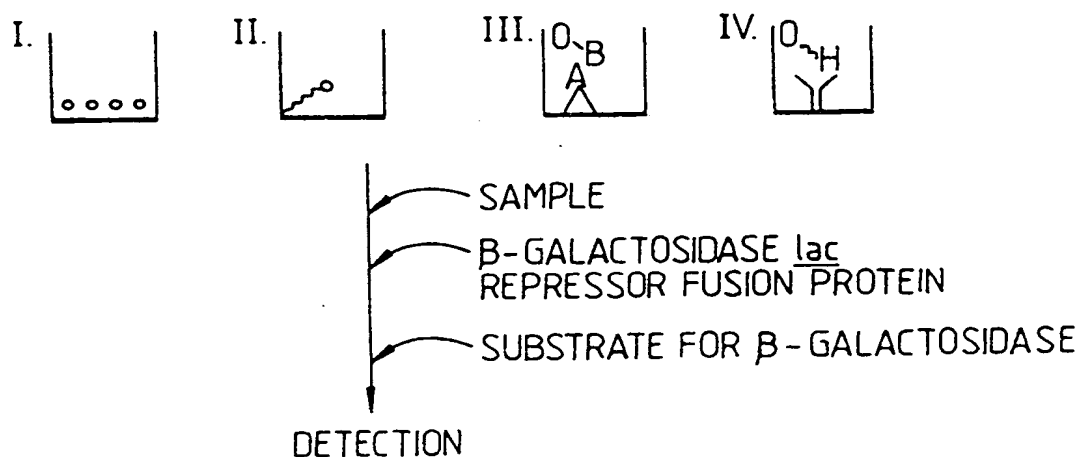 I. II. III. IV.
O B O H
A
SAMPLE
β-GALACTOSIDASE lac
REPRESSOR FUSION PROTEIN
SUBSTRATE FOR β-GALACTOSIDASE
DETECTION